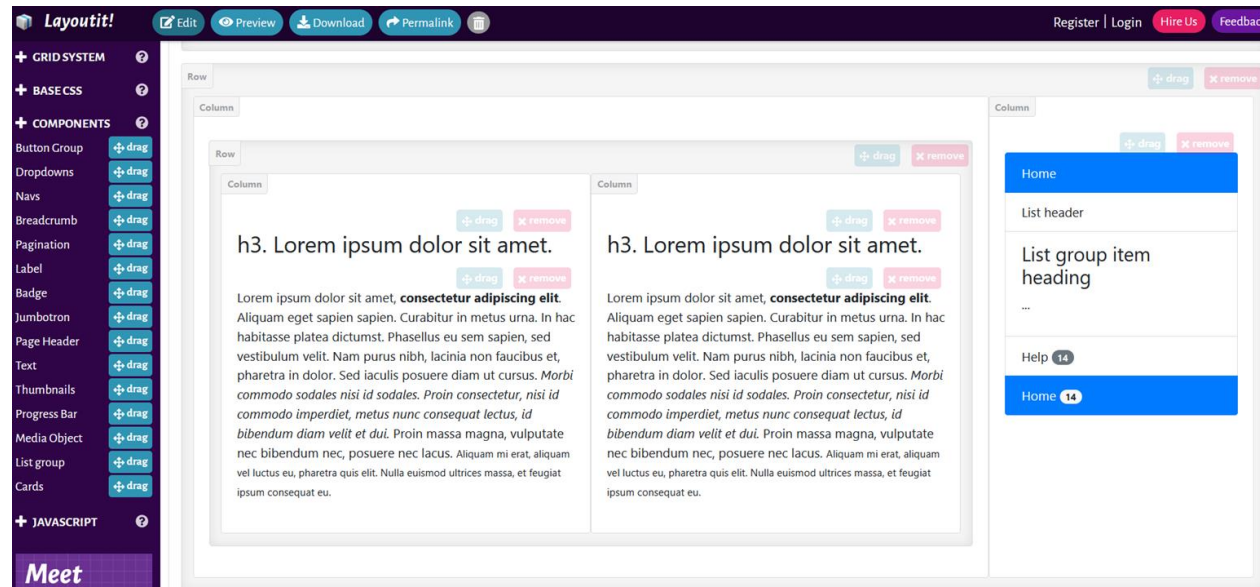 Layoutit!
Edit
Preview
Download
Permalink
Register | Login
Hire Us
Feedbac
GRID SYSTEM
BASE CSS
COMPONENTS
Button Group drag
Dropdowns drag
Navs drag
Breadcrumb drag
Pagination drag
Label drag
Badge drag
Jumbotron drag
Page Header drag
Text drag
Thumbnails drag
Progress Bar drag
Media Object drag
List group drag
Cards drag
JAVASCRIPT
Meet
Row
drag remove
Column
Row
drag remove
Column
drag remove
h3. Lorem ipsum dolor sit amet.
drag remove
Lorem ipsum dolor sit amet, consectetur adipiscing elit.
Aliquam eget sapien sapien. Curabitur in metus urna. In hac
habitasse platea dictumst. Phasellus eu sem sapien, sed
vestibulum velit. Nam purus nibh, lacinia non faucibus et,
pharetra in dolor. Sed iaculis posuere diam ut cursus. Morbi
commodo sodales nisi id sodales. Proin consectetur, nisi id
commodo imperdiet, metus nunc consequat lectus, id
bibendum diam velit et dui. Proin massa magna, vulputate
nec bibendum nec, posuere nec lacus. Aliquam mi erat, aliquam
vel luctus eu, pharetra quis elit. Nulla euismod ultrices massa, et feugiat
ipsum consequat eu.
Column
drag remove
h3. Lorem ipsum dolor sit amet.
drag remove
Lorem ipsum dolor sit amet, consectetur adipiscing elit.
Aliquam eget sapien sapien. Curabitur in metus urna. In hac
habitasse platea dictumst. Phasellus eu sem sapien, sed
vestibulum velit. Nam purus nibh, lacinia non faucibus et,
pharetra in dolor. Sed iaculis posuere diam ut cursus. Morbi
commodo sodales nisi id sodales. Proin consectetur, nisi id
commodo imperdiet, metus nunc consequat lectus, id
bibendum diam velit et dui. Proin massa magna, vulputate
nec bibendum nec, posuere nec lacus. Aliquam mi erat, aliquam
vel luctus eu, pharetra quis elit. Nulla euismod ultrices massa, et feugiat
ipsum consequat eu.
Column
drag remove
Home
List header
List group item
heading
...
Help 14
Home 14